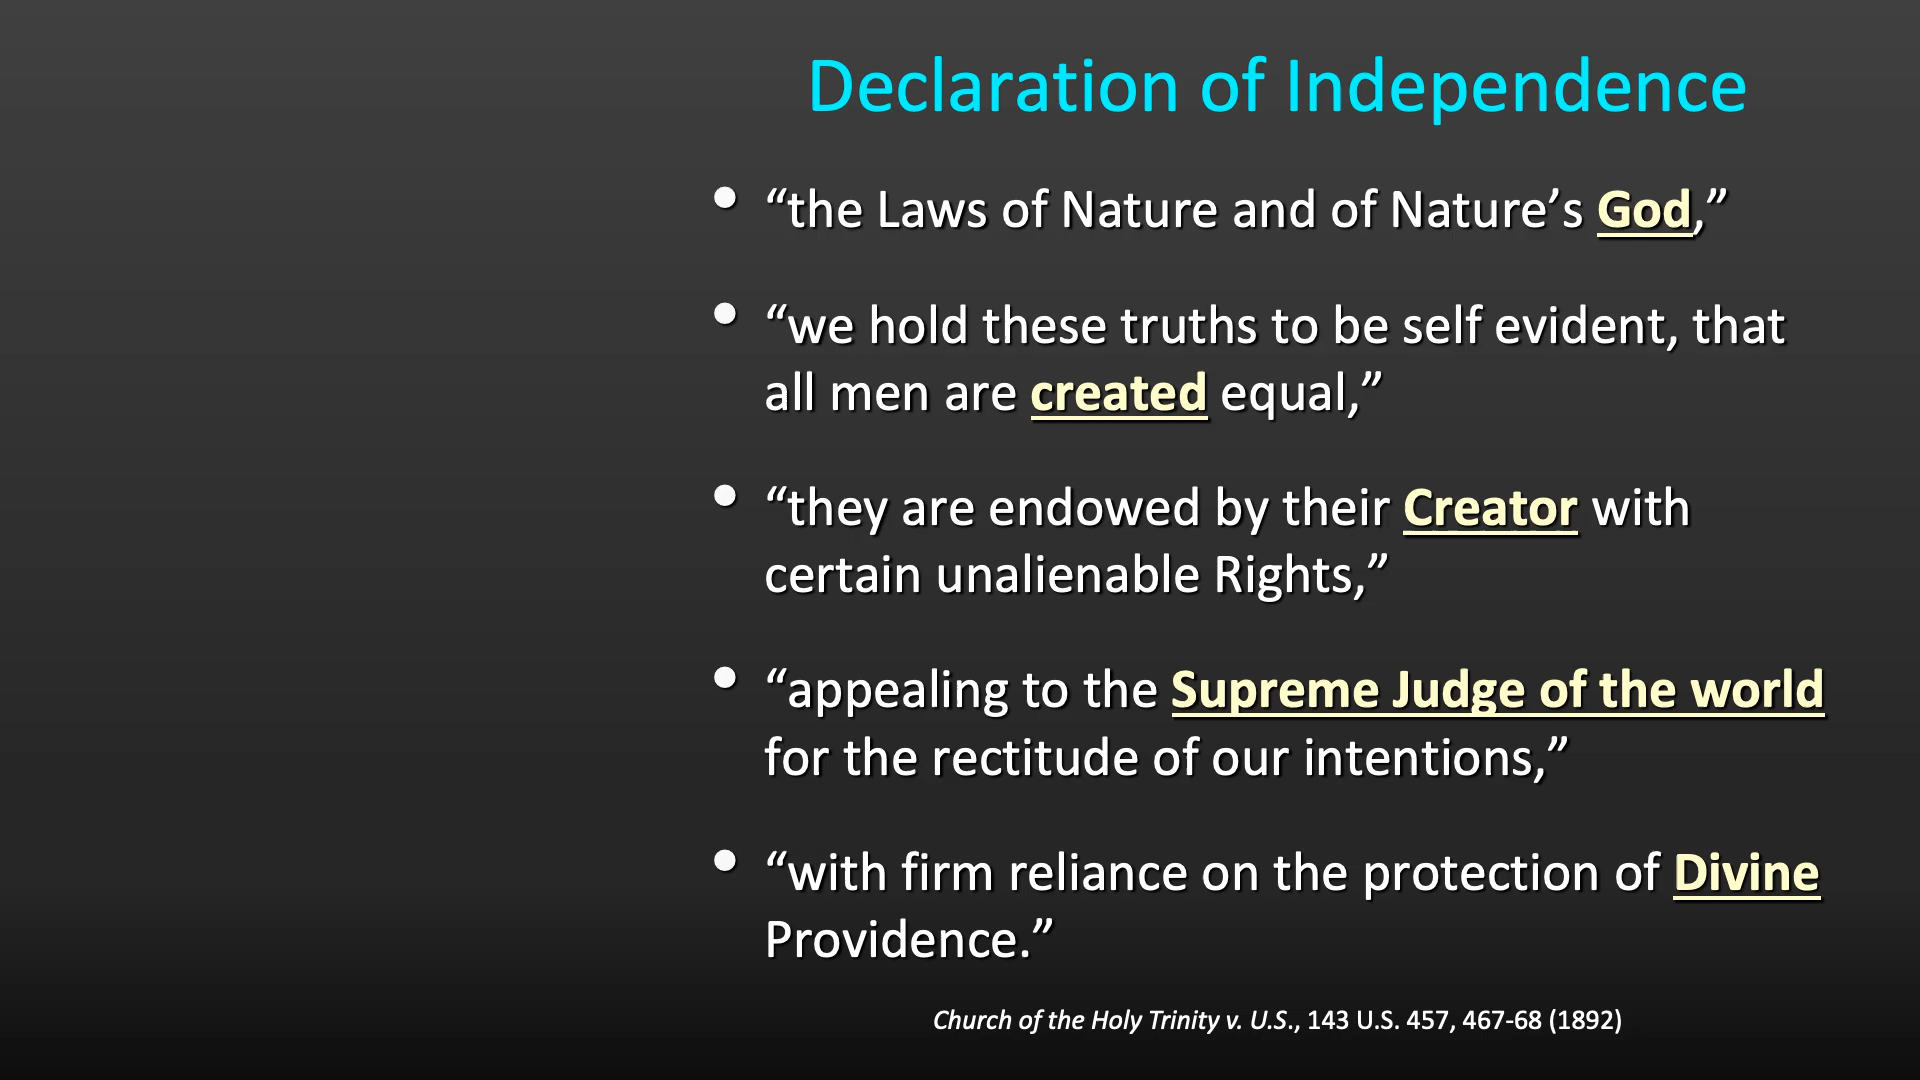 Declaration of Independence
• “the Laws of Nature and of Nature’s God,”
• “we hold these truths to be self evident, that
all men are created equal,”
• “they are endowed by their Creator with
certain unalienable Rights,”
• “appealing to the Supreme Judge of the world
for the rectitude of our intentions,”
• “with firm reliance on the protection of Divine
Providence.”
Church of the Holy Trinity v. U.S., 143 U.S. 457, 467-68 (1892)